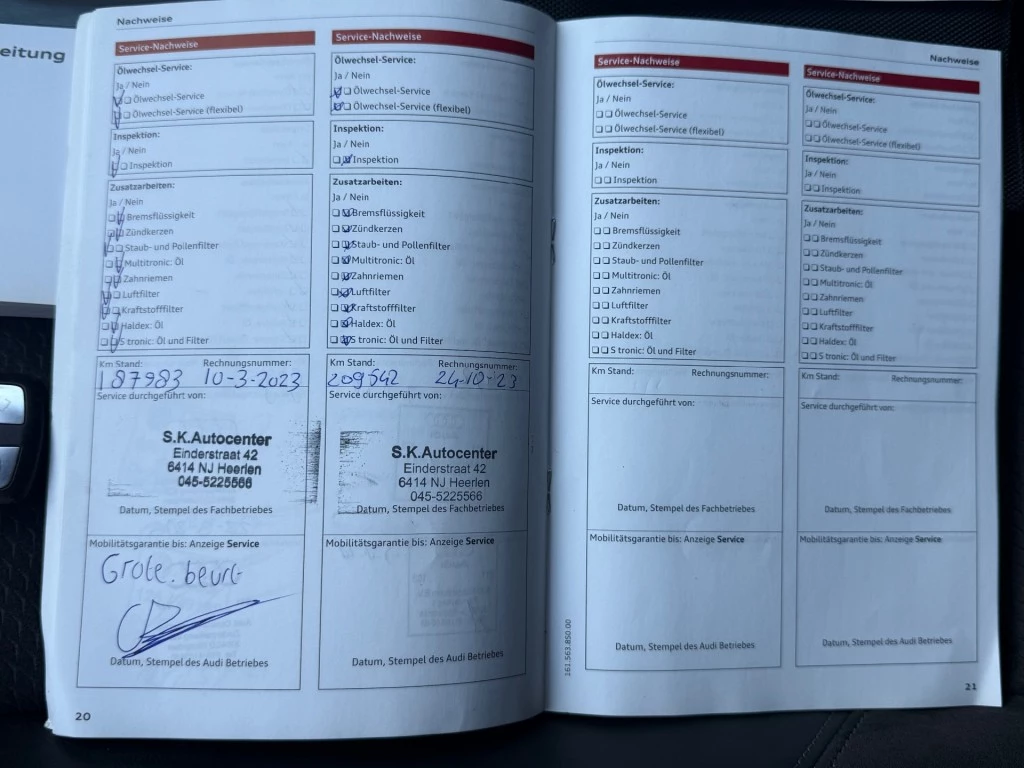 eitung
Nachweise
Service-Nachweise
Ölwechsel-Service:
Ja / Nein
Ölwechsel-Service
Ölwechsel-Service (flexibel)
Inspektion:
Ja / Nein
Inspektion
Zusatzarbeiten:
Ja / Nein
Bremsflüssigkeit
Zündkerzen
Staub- und Pollenfilter
Multitronic: Öl
Zahnriemen
Luftfilter
Kraftstofffilter
Haldex: Öl
S tronic: Öl und Filter
Km Stand: Rechnungsnummer:
187983 10-3-2023
Service durchgeführt von:
S.K.Autocenter
Einderstraat 42
6414 NJ Heerlen
045-5225566
Datum, Stempel des Fachbetriebes
Mobilitätsgarantie bis: Anzeige Service
Grote. beurt
Datum, Stempel des Audi Betriebes
20
Service-Nachweise
Ölwechsel-Service:
Ja / Nein
Ölwechsel-Service
Ölwechsel-Service (flexibel)
Inspektion:
Ja / Nein
Inspektion
Zusatzarbeiten:
Ja / Nein
Bremsflüssigkeit
Zündkerzen
Staub- und Pollenfilter
Multitronic: Öl
Zahnriemen
Luftfilter
Kraftstofffilter
Haldex: Öl
S tronic: Öl und Filter
Km Stand: Rechnungsnummer:
209542 24-10-23
Service durchgeführt von:
S.K.Autocenter
Einderstraat 42
6414 NJ Heerlen
045-5225566
Datum, Stempel des Fachbetriebes
Mobilitätsgarantie bis: Anzeige Service
Datum, Stempel des Audi Betriebes
Nachweise
Service-Nachweise
Ölwechsel-Service:
Ja / Nein
Ölwechsel-Service
Ölwechsel-Service (flexibel)
Inspektion:
Ja / Nein
Inspektion
Zusatzarbeiten:
Ja / Nein
Bremsflüssigkeit
Zündkerzen
Staub- und Pollenfilter
Multitronic: Öl
Zahnriemen
Luftfilter
Kraftstofffilter
Haldex: Öl
S tronic: Öl und Filter
Km Stand: Rechnungsnummer:
Service durchgeführt von:
Datum, Stempel des Fachbetriebes
Mobilitätsgarantie bis: Anzeige Service
Datum, Stempel des Audi Betriebes
161.563.850.00
Service-Nachweise
Ölwechsel-Service:
Ja / Nein
Ölwechsel-Service
Ölwechsel-Service (flexibel)
Inspektion:
Ja / Nein
Inspektion
Zusatzarbeiten:
Ja / Nein
Bremsflüssigkeit
Zündkerzen
Staub- und Pollenfilter
Multitronic: Öl
Zahnriemen
Luftfilter
Kraftstofffilter
Haldex: Öl
S tronic: Öl und Filter
Km Stand: Rechnungsnummer:
Service durchgeführt von:
Datum, Stempel des Fachbetriebes
Mobilitätsgarantie bis: Anzeige Service
Datum, Stempel des Audi Betriebes
21